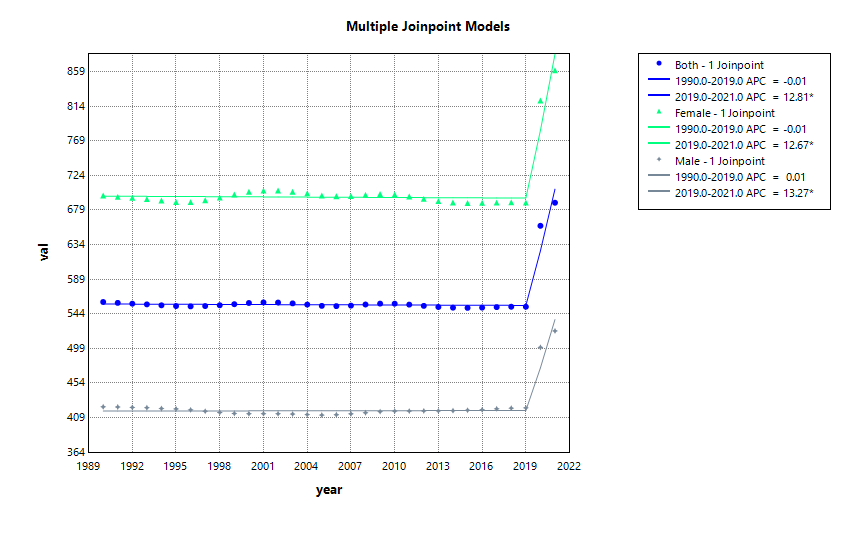 Multiple Joinpoint Models
859
814
769
724
679
634
589
544
499
454
409
364
val
1989 1992 1995 1998 2001 2004 2007 2010 2013 2016 2019 2022
year
Both - 1 Joinpoint
1990.0-2019.0 APC = -0.01
2019.0-2021.0 APC = 12.81*
Female - 1 Joinpoint
1990.0-2019.0 APC = -0.01
2019.0-2021.0 APC = 12.67*
Male - 1 Joinpoint
1990.0-2019.0 APC = 0.01
2019.0-2021.0 APC = 13.27*